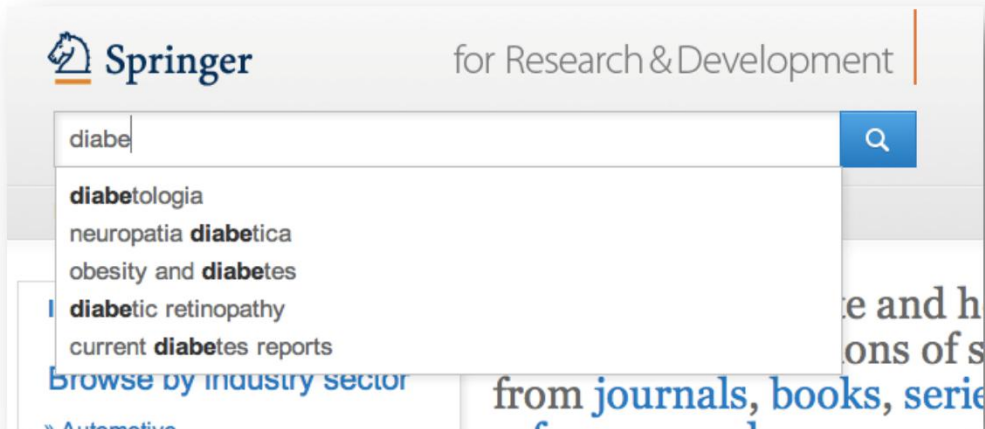 Springer
for Research & Development
diabe
diabetologia
neuropatia diabetica
obesity and diabetes
diabetic retinopathy
current diabetes reports
Browse by industry sector
» Automotive
and h
ons of s
from journals, books, serie